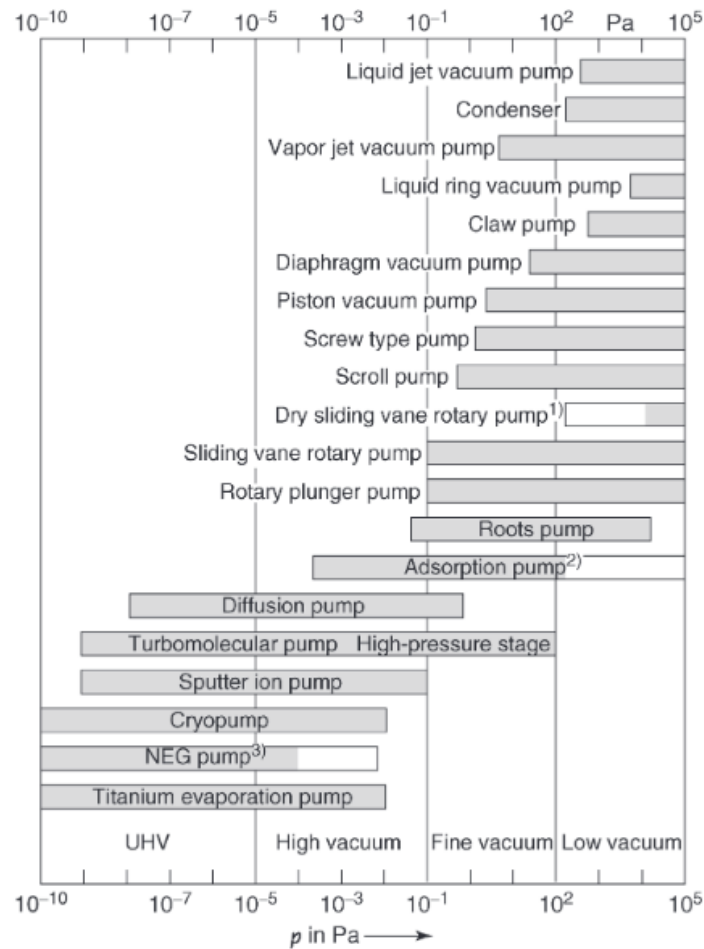 10⁻¹⁰ 10⁻⁷ 10⁻⁵ 10⁻³ 10⁻¹ 10² Pa 10⁵
Liquid jet vacuum pump
Condenser
Vapor jet vacuum pump
Liquid ring vacuum pump
Claw pump
Diaphragm vacuum pump
Piston vacuum pump
Screw type pump
Scroll pump
Dry sliding vane rotary pump¹⁾
Sliding vane rotary pump
Rotary plunger pump
Roots pump
Adsorption pump²⁾
Diffusion pump
Turbomolecular pump High-pressure stage
Sputter ion pump
Cryopump
NEG pump³⁾
Titanium evaporation pump
UHV High vacuum Fine vacuum Low vacuum
10⁻¹⁰ 10⁻⁷ 10⁻⁵ 10⁻³ 10⁻¹ 10² 10⁵
p in Pa